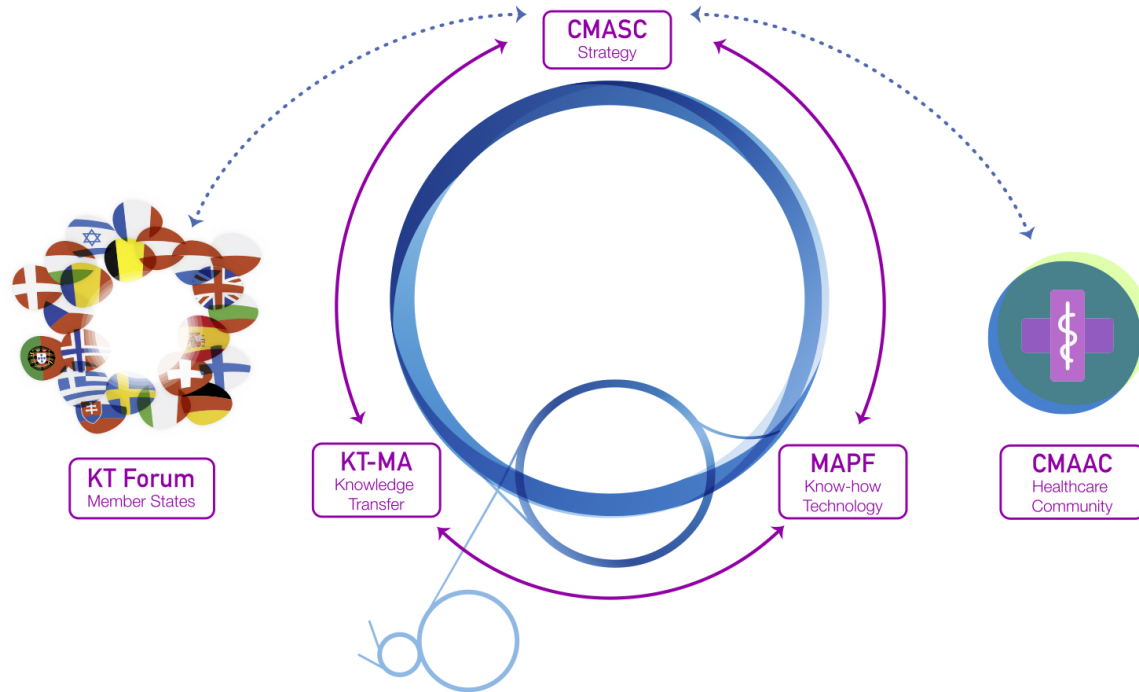 CMASC
Strategy
KT Forum
Member States
KT-MA
Knowledge
Transfer
MAPF
Know-how
Technology
CMAAC
Healthcare
Community